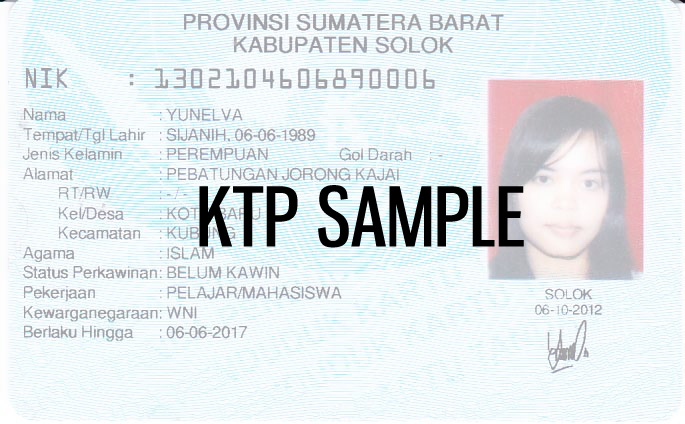 PROVINSI SUMATERA BARAT
KABUPATEN SOLOK
NIK : 1302104606890006
Nama : YUNELVA
Tempat/Tgl Lahir : SIJANIH, 06-06-1989
Jenis Kelamin : PEREMPUAN Gol Darah : -
Alamat : PEBATUNGAN JORONG KAJAI
RT/RW : - / -
Kel/Desa : KOTO BARU
Kecamatan : KUBUNG
KTP SAMPLE
Agama : ISLAM
Status Perkawinan: BELUM KAWIN
Pekerjaan : PELAJAR/MAHASISWA
Kewarganegaraan: WNI
Berlaku Hingga : 06-06-2017
SOLOK
06-10-2012